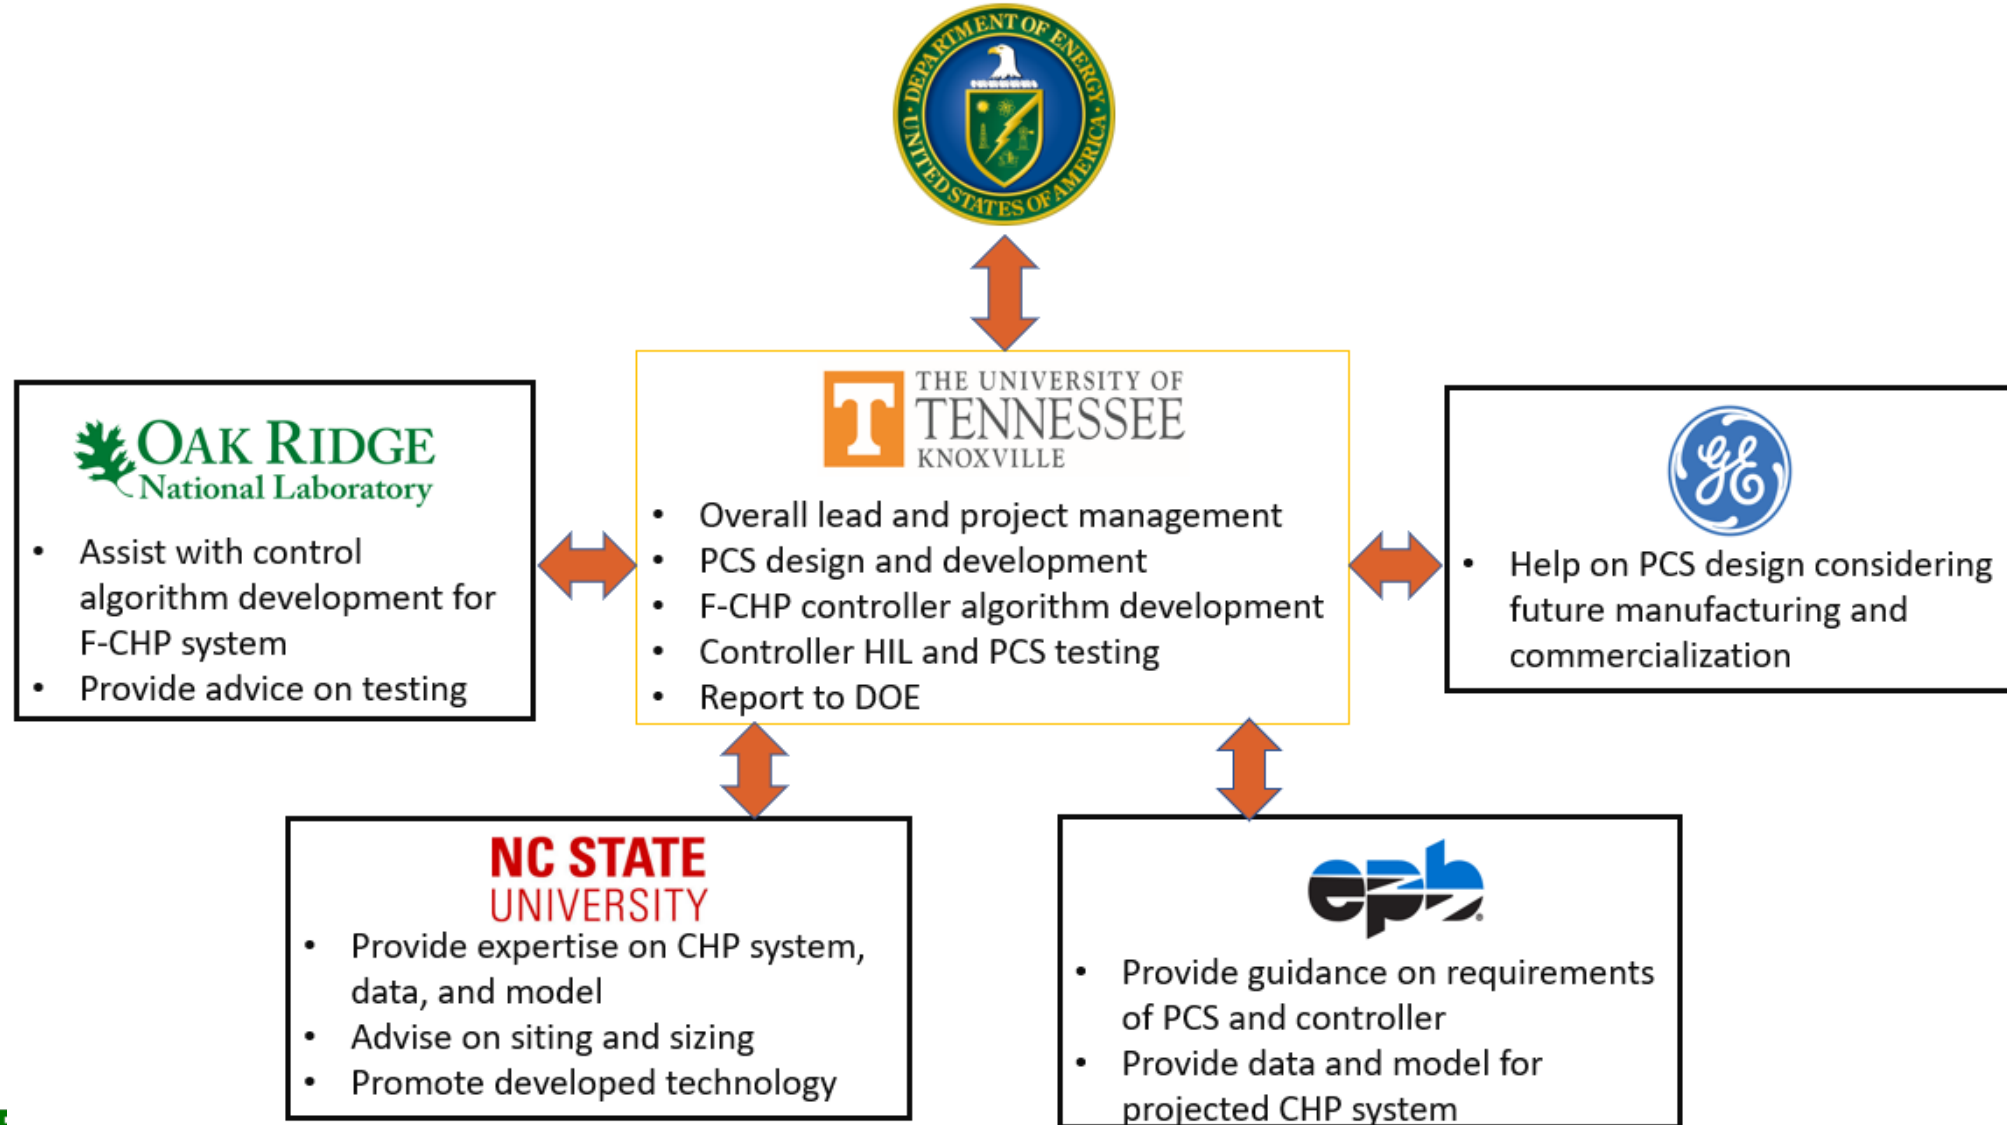 DEPARTMENT OF ENERGY
UNITED STATES OF AMERICA
THE UNIVERSITY OF
T TENNESSEE
KNOXVILLE
• Overall lead and project management
• PCS design and development
• F-CHP controller algorithm development
• Controller HIL and PCS testing
• Report to DOE
OAK RIDGE
National Laboratory
• Assist with control
algorithm development for
F-CHP system
• Provide advice on testing
GE
• Help on PCS design considering
future manufacturing and
commercialization
NC STATE
UNIVERSITY
• Provide expertise on CHP system,
data, and model
• Advise on siting and sizing
• Promote developed technology
epb®
• Provide guidance on requirements
of PCS and controller
• Provide data and model for
projected CHP system